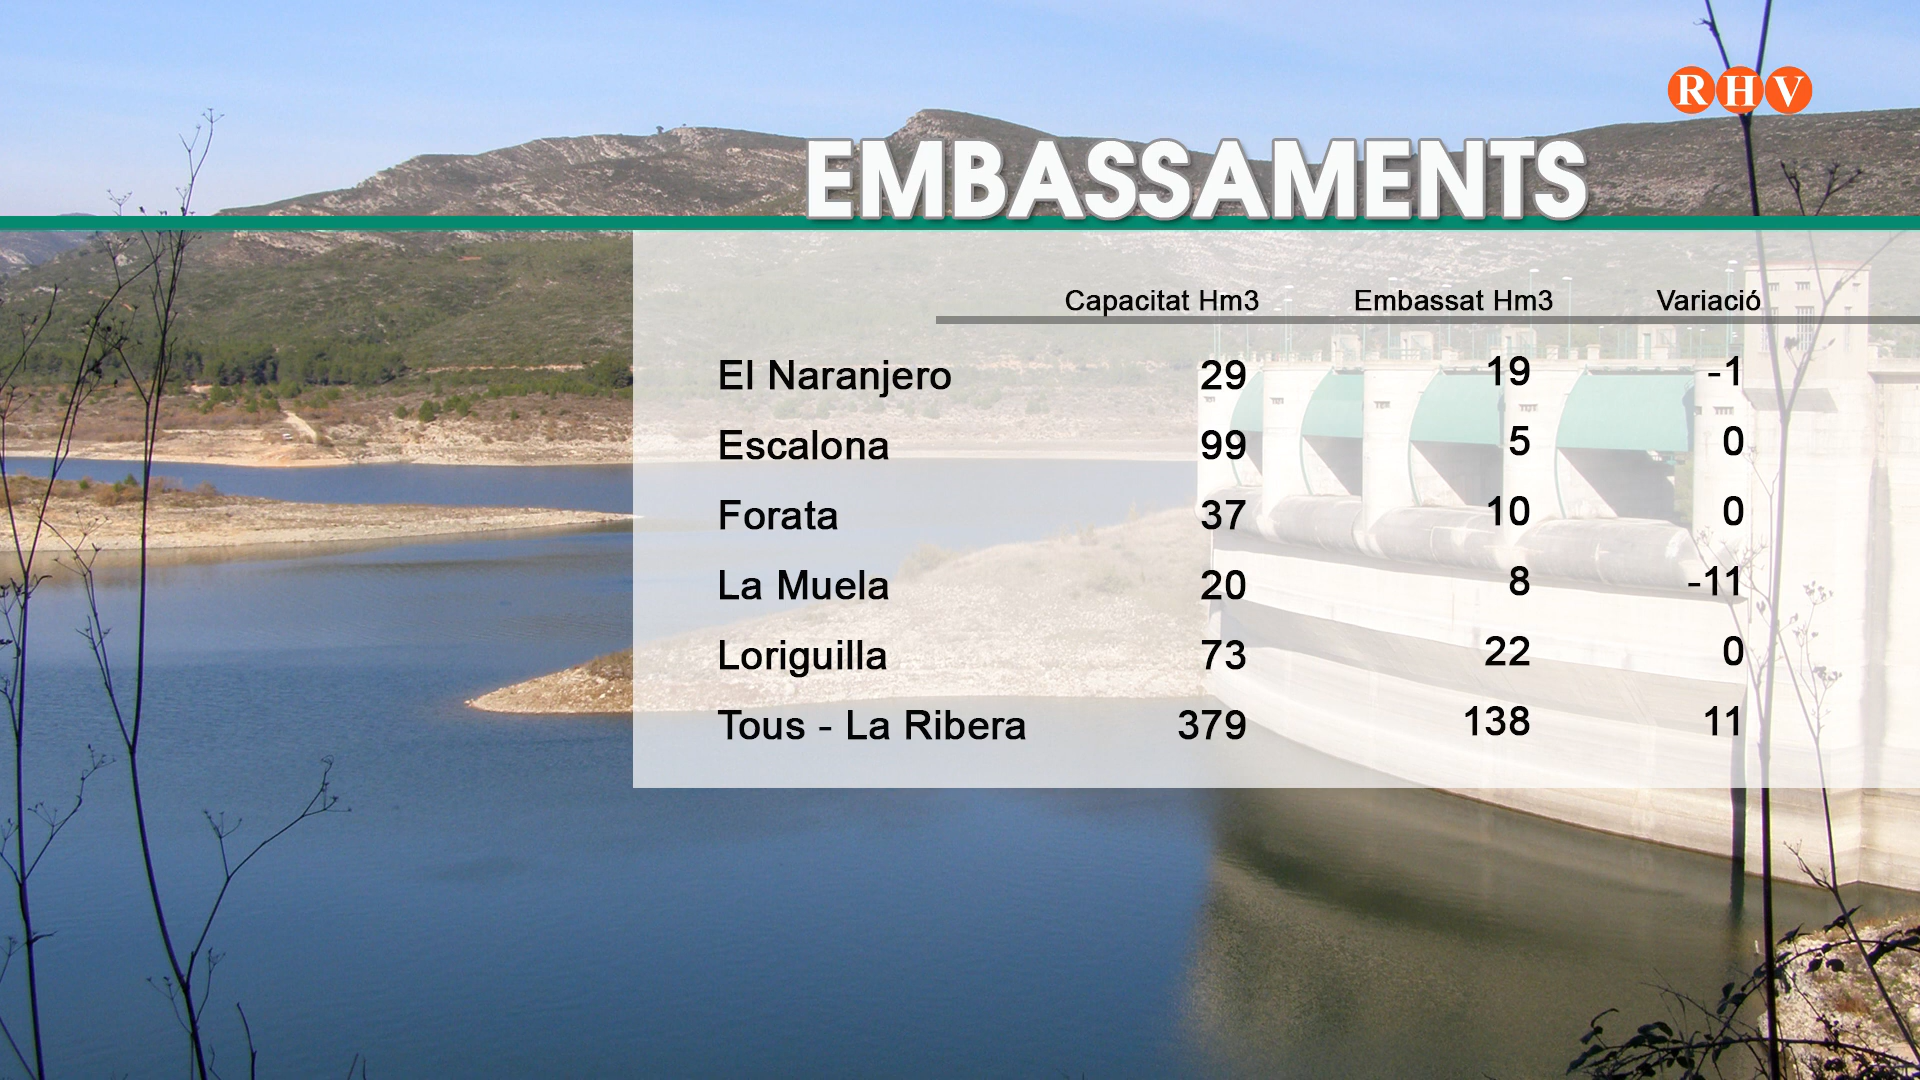 RHV
EMBASSAMENTS
Capacitat Hm3 Embassat Hm3 Variació
El Naranjero 29 19 -1
Escalona 99 5 0
Forata 37 10 0
La Muela 20 8 -11
Loriguilla 73 22 0
Tous - La Ribera 379 138 11